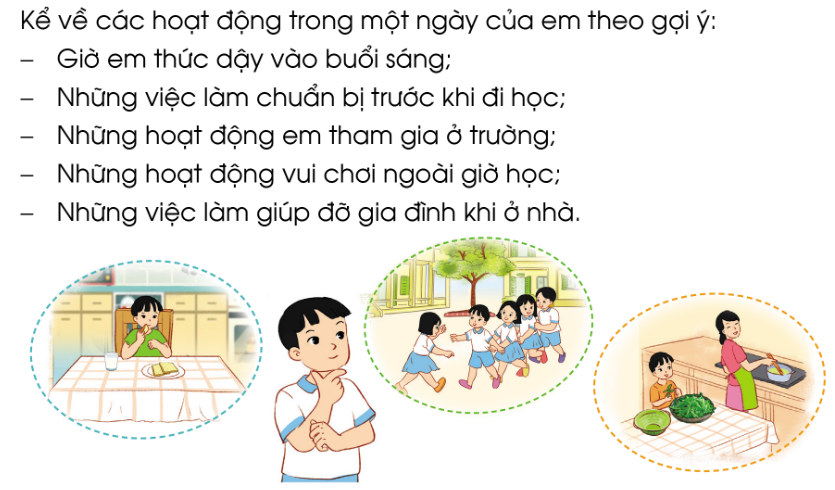 Kể về các hoạt động trong một ngày của em theo gợi ý:
– Giờ em thức dậy vào buổi sáng;
– Những việc làm chuẩn bị trước khi đi học;
– Những hoạt động em tham gia ở trường;
– Những hoạt động vui chơi ngoài giờ học;
– Những việc làm giúp đỡ gia đình khi ở nhà.